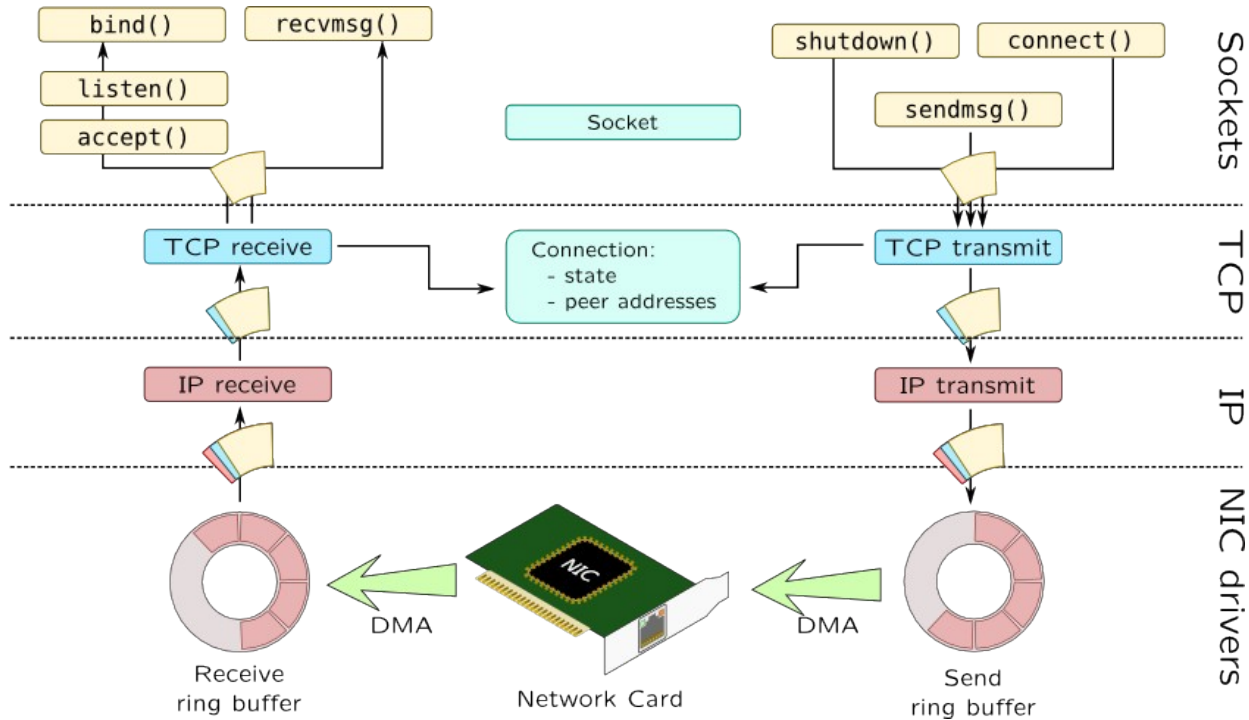 bind()
recvmsg()
shutdown()
connect()
listen()
sendmsg()
accept()
Socket
Sockets
TCP receive
Connection:
- state
- peer addresses
TCP transmit
TCP
IP receive
IP transmit
IP
NIC
DMA
DMA
Receive
ring buffer
Network Card
Send
ring buffer
NIC drivers